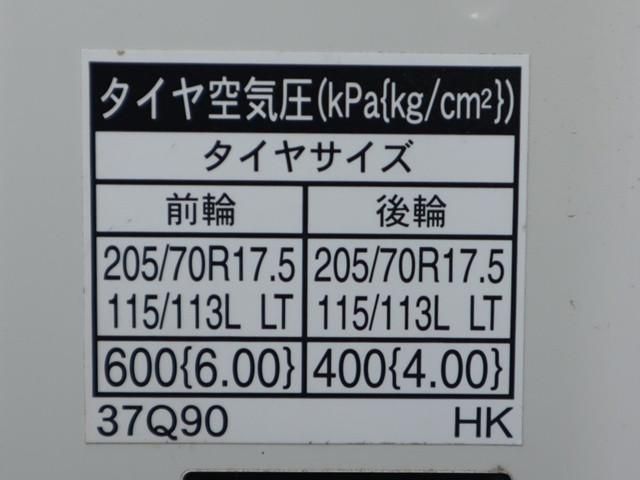 タイヤ空気圧(kPa{kg/cm²})
タイヤサイズ
前輪 後輪
205/70R17.5 205/70R17.5
115/113L LT 115/113L LT
600{6.00} 400{4.00}
37Q90 HK